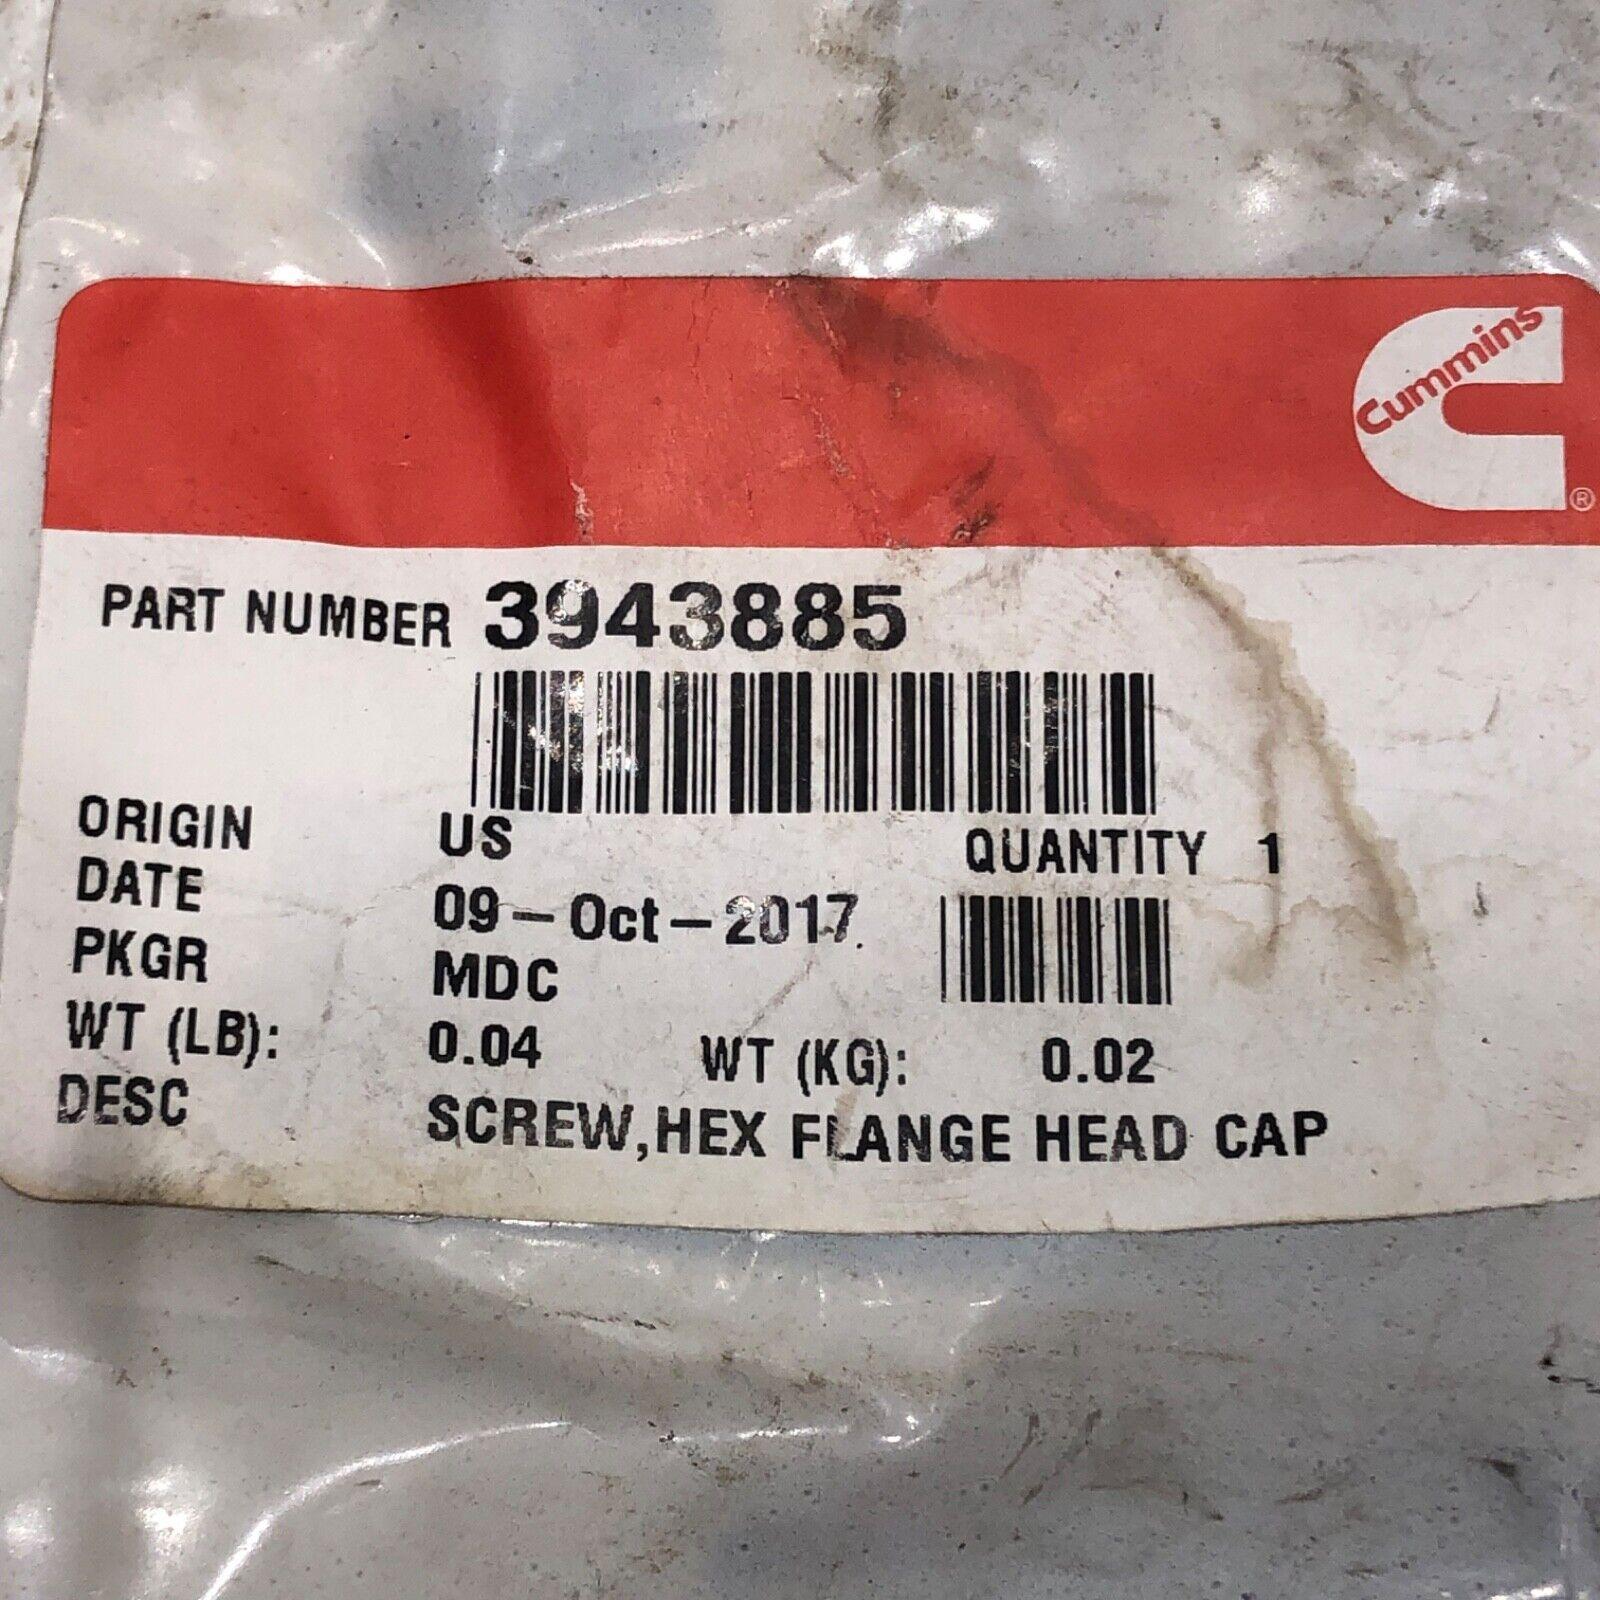 Cummins
®
PART NUMBER 3943885
ORIGIN US QUANTITY 1
DATE 09-Oct-2017
PKGR MDC
WT (LB): 0.04 WT (KG): 0.02
DESC SCREW,HEX FLANGE HEAD CAP